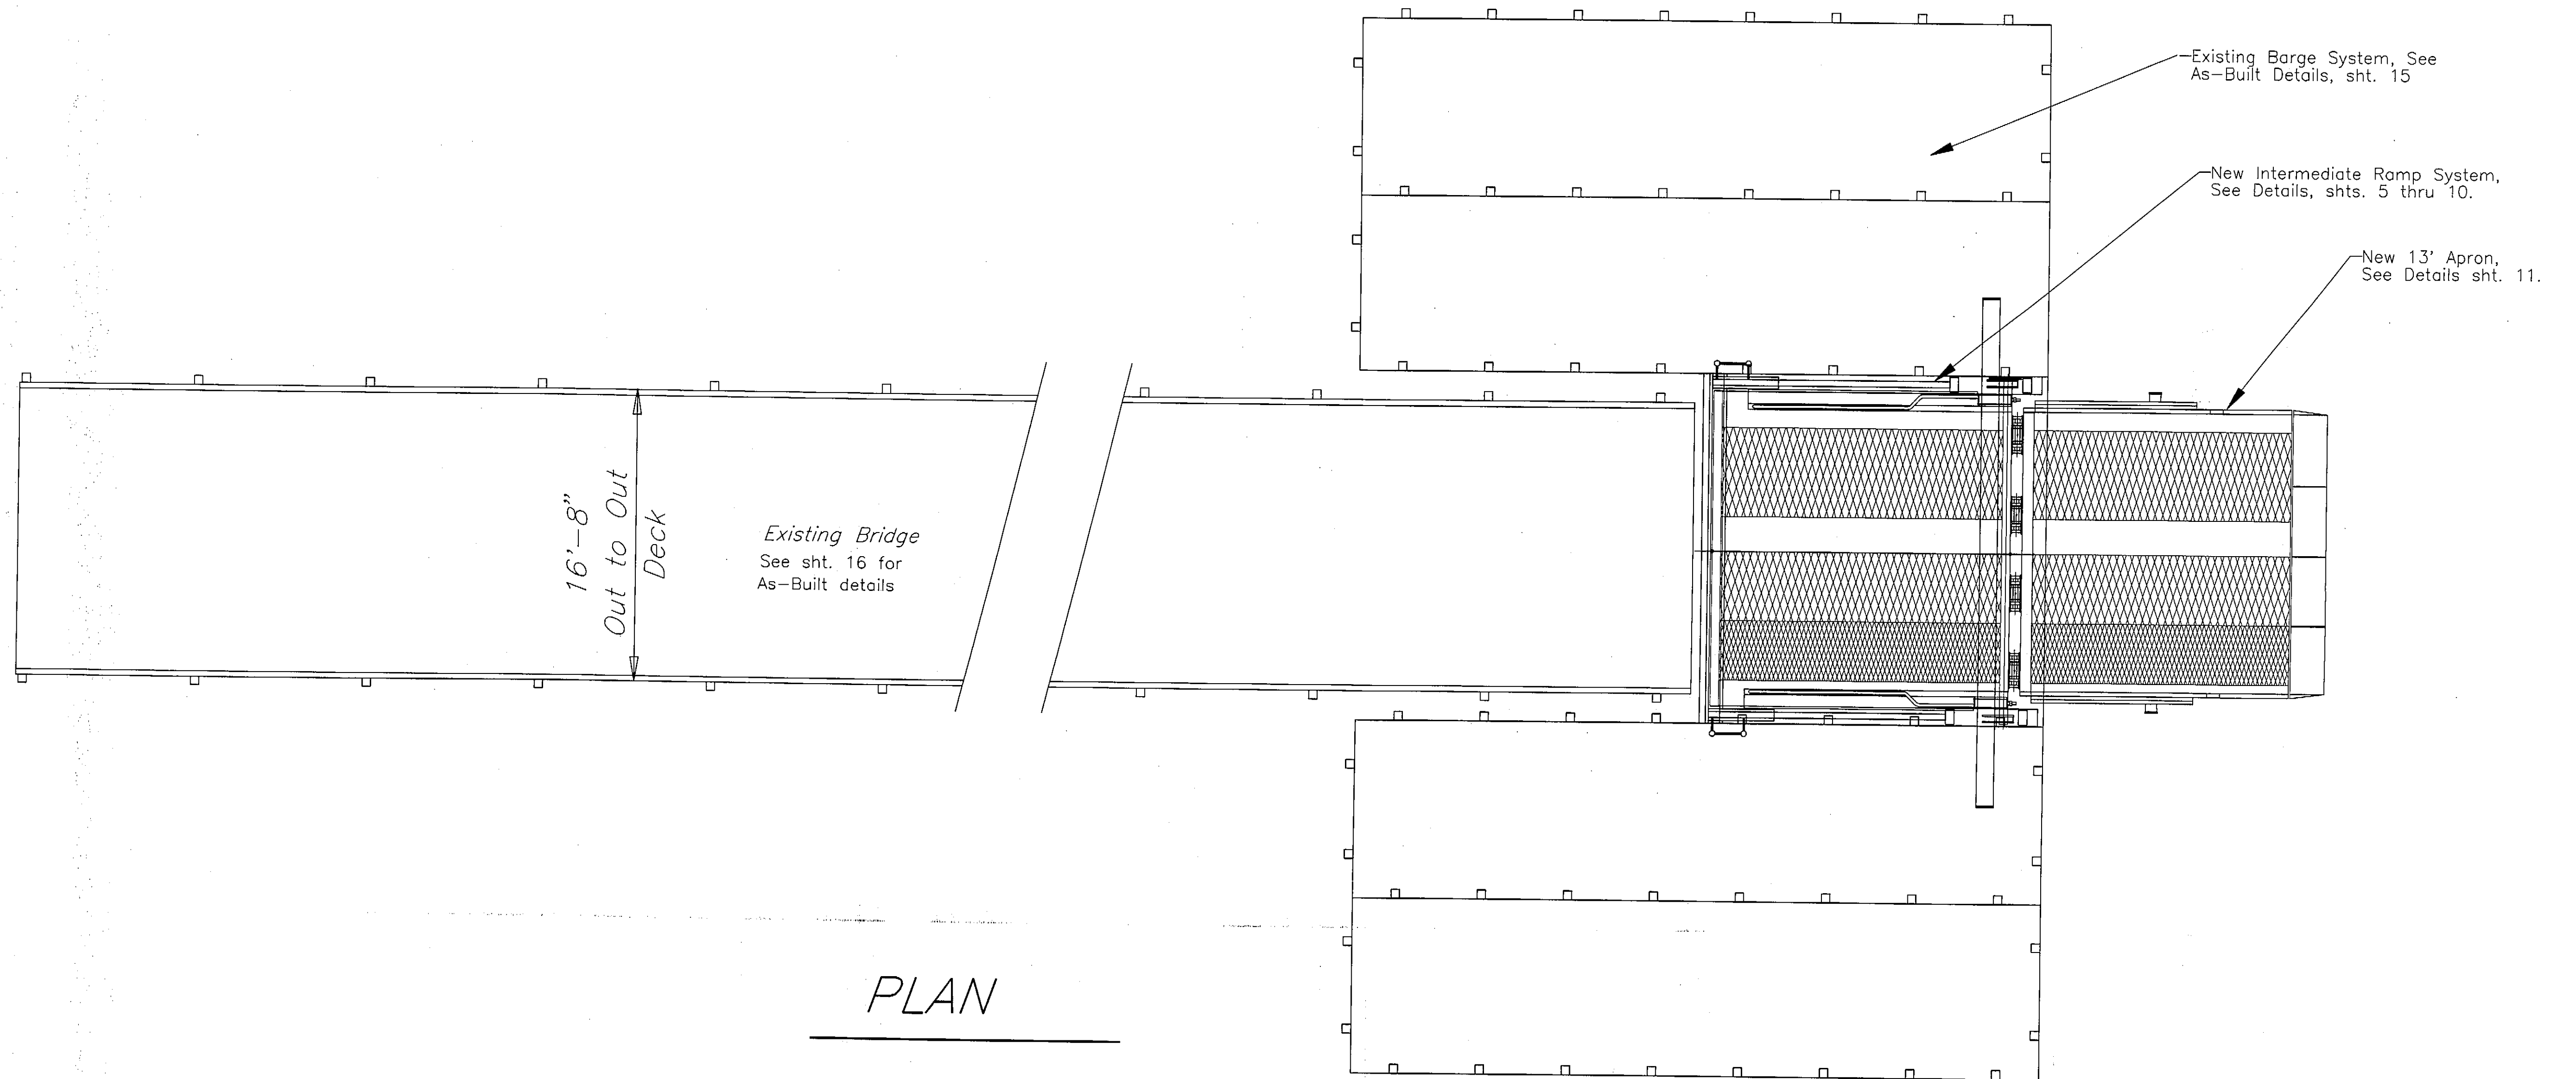 Existing Barge System, See
As-Built Details, sht. 15
New Intermediate Ramp System,
See Details, shts. 5 thru 10.
New 13' Apron,
See Details sht. 11.
16'-8"
Out to Out
Deck
Existing Bridge
See sht. 16 for
As-Built details
PLAN